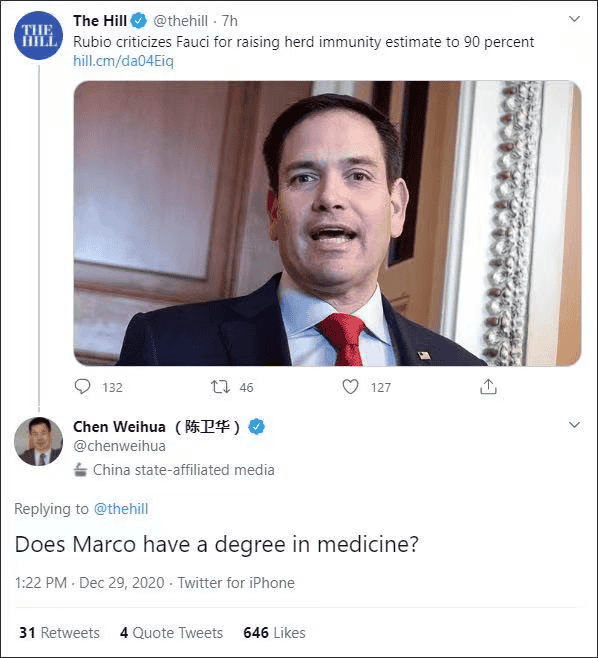 THE
HILL
The Hill @thehill · 7h
Rubio criticizes Fauci for raising herd immunity estimate to 90 percent
hill.cm/da04Eiq
132 46 127
Chen Weihua（陈卫华）
@chenweihua
China state-affiliated media
Replying to @thehill
Does Marco have a degree in medicine?
1:22 PM · Dec 29, 2020 · Twitter for iPhone
31 Retweets 4 Quote Tweets 646 Likes